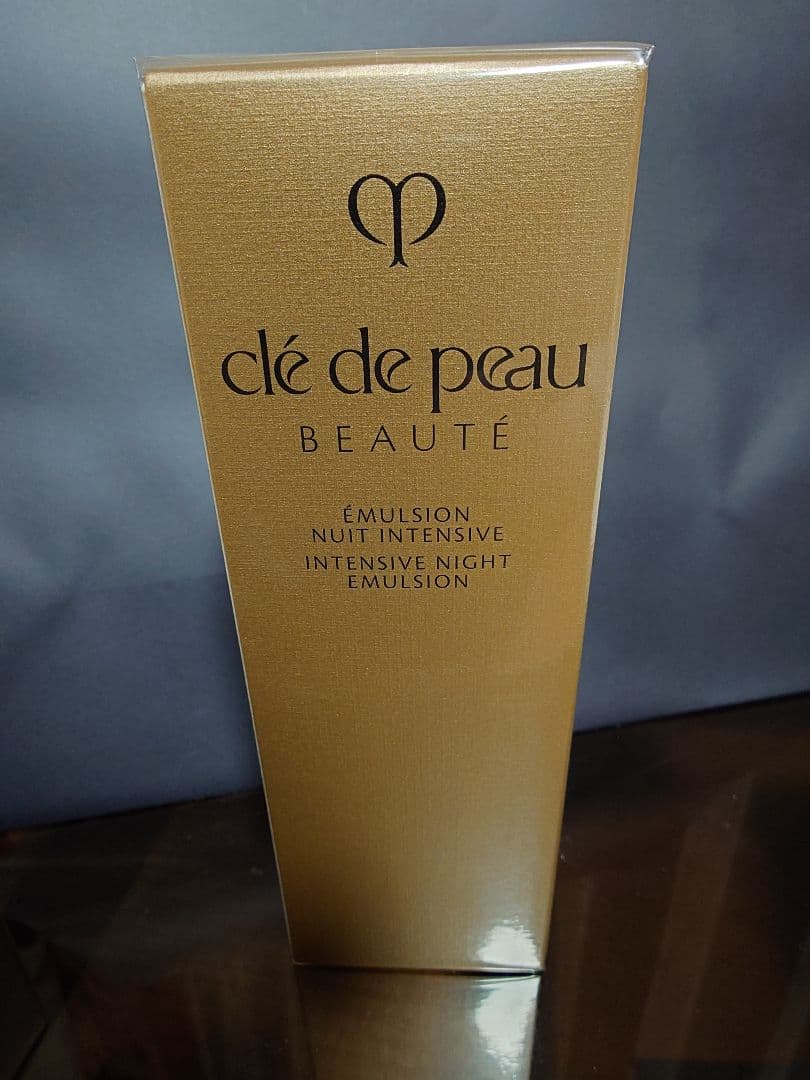 clé de peau
BEAUTÉ
ÉMULSION
NUIT INTENSIVE
INTENSIVE NIGHT
EMULSION